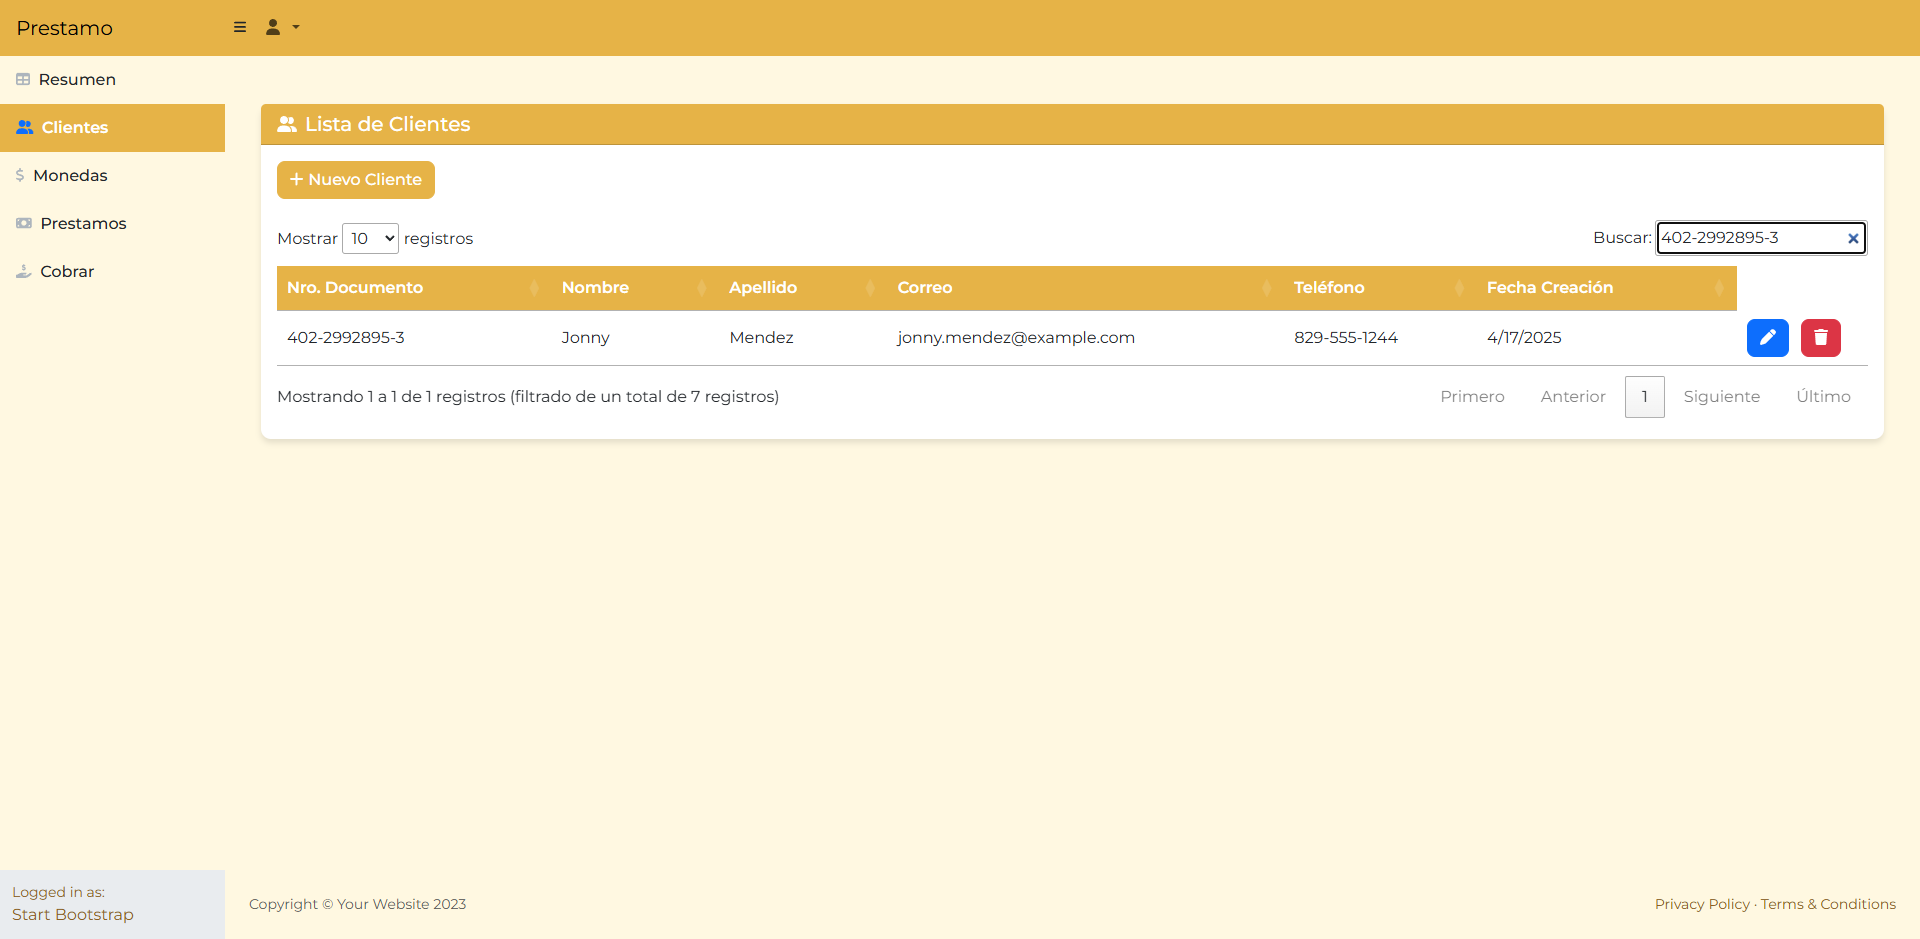 Prestamo
Resumen
Clientes
Monedas
Prestamos
Cobrar
Lista de Clientes
+ Nuevo Cliente
Mostrar 10 registros
Buscar: 402-2992895-3
Nro. Documento Nombre Apellido Correo Teléfono Fecha Creación
402-2992895-3 Jonny Mendez jonny.mendez@example.com 829-555-1244 4/17/2025
Mostrando 1 a 1 de 1 registros (filtrado de un total de 7 registros) Primero Anterior 1 Siguiente Último
Logged in as:
Start Bootstrap
Copyright © Your Website 2023
Privacy Policy · Terms & Conditions